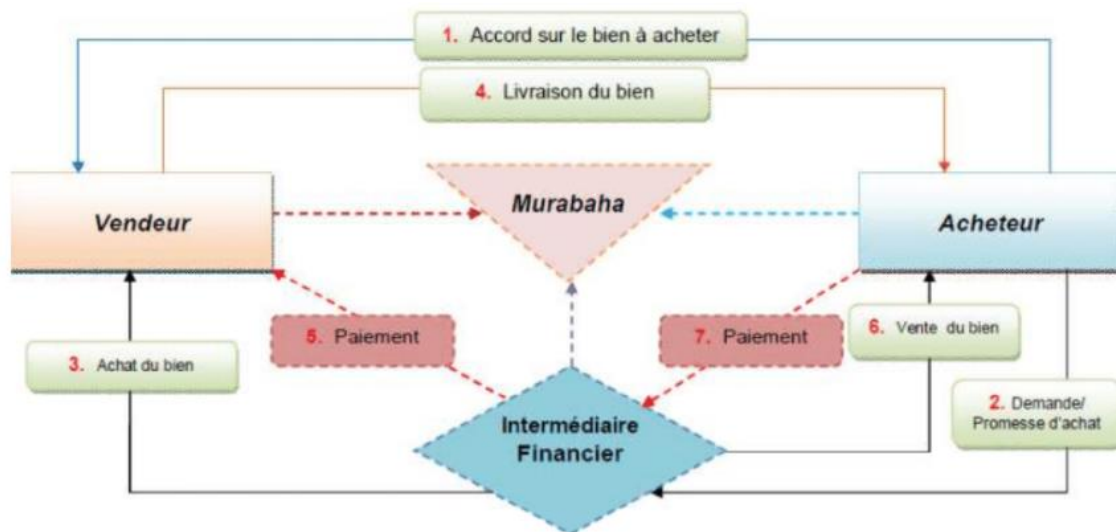 1. Accord sur le bien à acheter
4. Livraison du bien
Vendeur
Murabaha
Acheteur
5. Paiement
7. Paiement
6. Vente du bien
3. Achat du bien
2. Demande/
Promesse d'achat
Intermédiaire
Financier